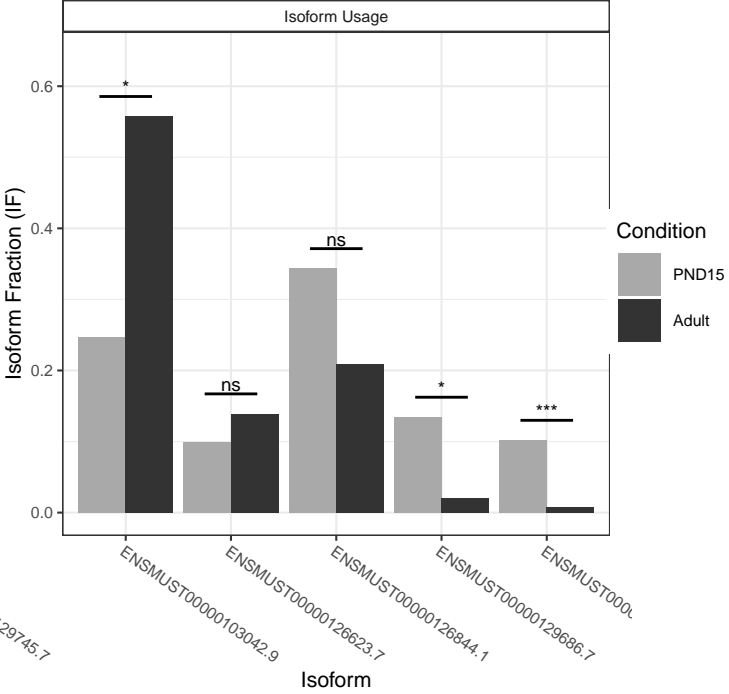 Isoform Usage
Isoform Fraction (IF)
0.6
0.4
0.2
0.0
*
ns
ns
*
***
Condition
PND15
Adult
29745.7
ENSMUST00000103042.9
ENSMUST00000126623.7
ENSMUST00000126844.1
ENSMUST00000129686.7
ENSMUST000
Isoform